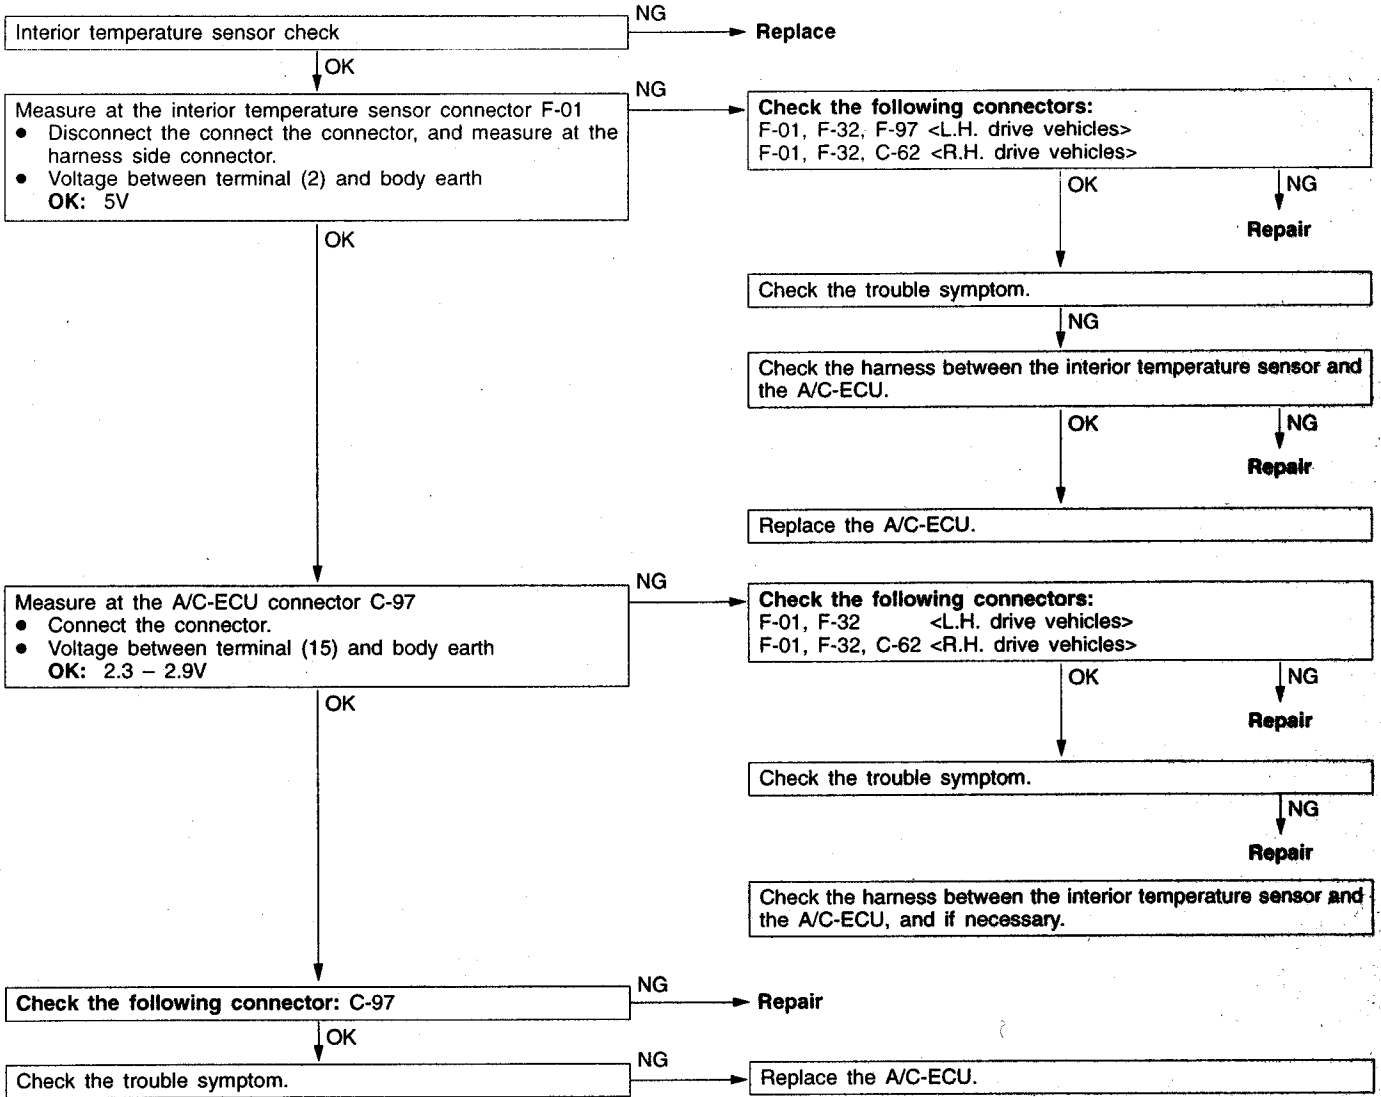 Interior temperature sensor check
NG
Replace
OK
Measure at the interior temperature sensor connector F-01
● Disconnect the connect the connector, and measure at the
harness side connector.
● Voltage between terminal (2) and body earth
OK: 5V
NG
Check the following connectors:
F-01, F-32, F-97 <L.H. drive vehicles>
F-01, F-32, C-62 <R.H. drive vehicles>
OK
NG
Repair
Check the trouble symptom.
NG
Check the harness between the interior temperature sensor and
the A/C-ECU.
OK
NG
Repair
Replace the A/C-ECU.
OK
Measure at the A/C-ECU connector C-97
● Connect the connector.
● Voltage between terminal (15) and body earth
OK: 2.3 – 2.9V
NG
Check the following connectors:
F-01, F-32 <L.H. drive vehicles>
F-01, F-32, C-62 <R.H. drive vehicles>
OK
NG
Repair
Check the trouble symptom.
NG
Repair
Check the harness between the interior temperature sensor and
the A/C-ECU, and if necessary.
OK
Check the following connector: C-97
NG
Repair
OK
Check the trouble symptom.
NG
Replace the A/C-ECU.